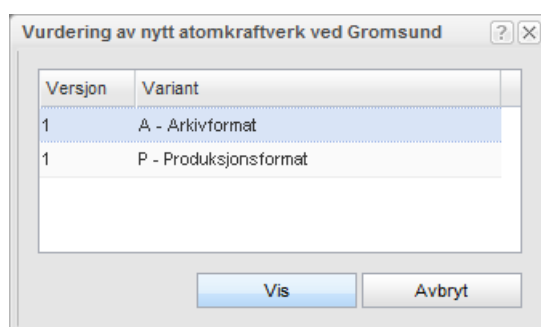 Vurdering av nytt atomkraftverk ved Gromsund ? X
Versjon Variant
1 A - Arkivformat
1 P - Produksjonsformat
Vis Avbryt